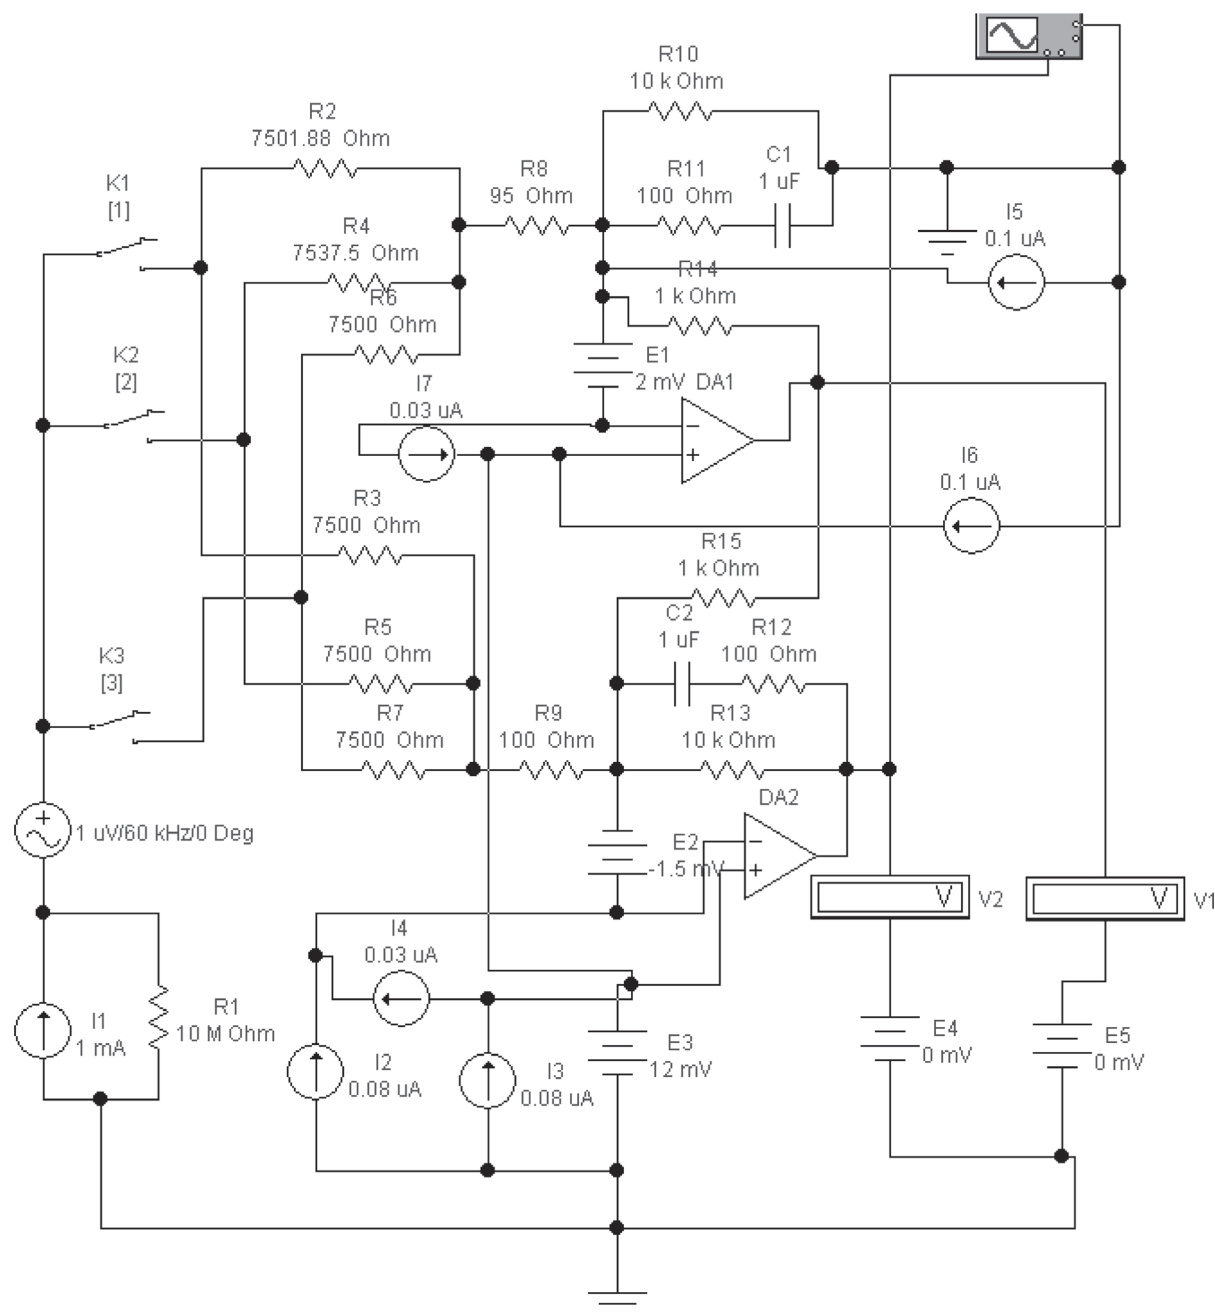 R10
10 k Ohm
R2
7501.88 Ohm
K1
[1]
R8
95 Ohm
R11
100 Ohm
C1
1 uF
R4
7537.5 Ohm
I5
0.1 uA
R14
1 k Ohm
R6
7500 Ohm
K2
[2]
E1
2 mV
DA1
I7
0.03 uA
−
+
I6
0.1 uA
R3
7500 Ohm
R15
1 k Ohm
C2
1 uF
R12
100 Ohm
R5
7500 Ohm
K3
[3]
R7
7500 Ohm
R9
100 Ohm
R13
10 k Ohm
DA2
+
1 uV/60 kHz/0 Deg
E2
-1.5 mV
−
+
V
V2
V
V1
I4
0.03 uA
I1
1 mA
R1
10 M Ohm
I2
0.08 uA
I3
0.08 uA
E3
12 mV
E4
0 mV
E5
0 mV